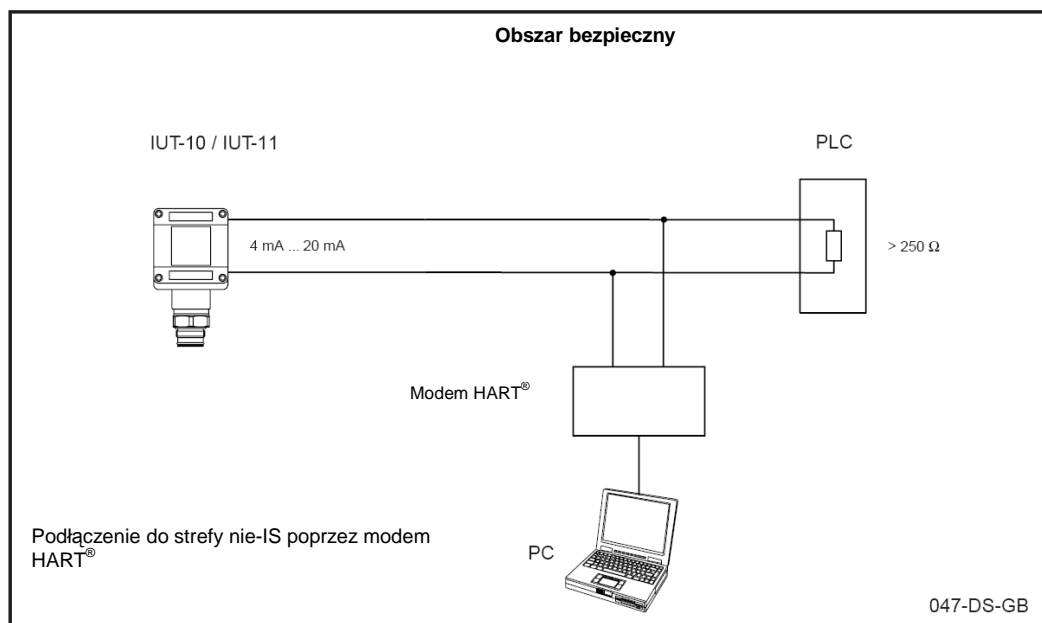 Obszar bezpieczny
IUT-10 / IUT-11
PLC
4 mA ... 20 mA
> 250 Ω
Modem HART®
Podłączenie do strefy nie-IS poprzez modem
HART®
PC
047-DS-GB